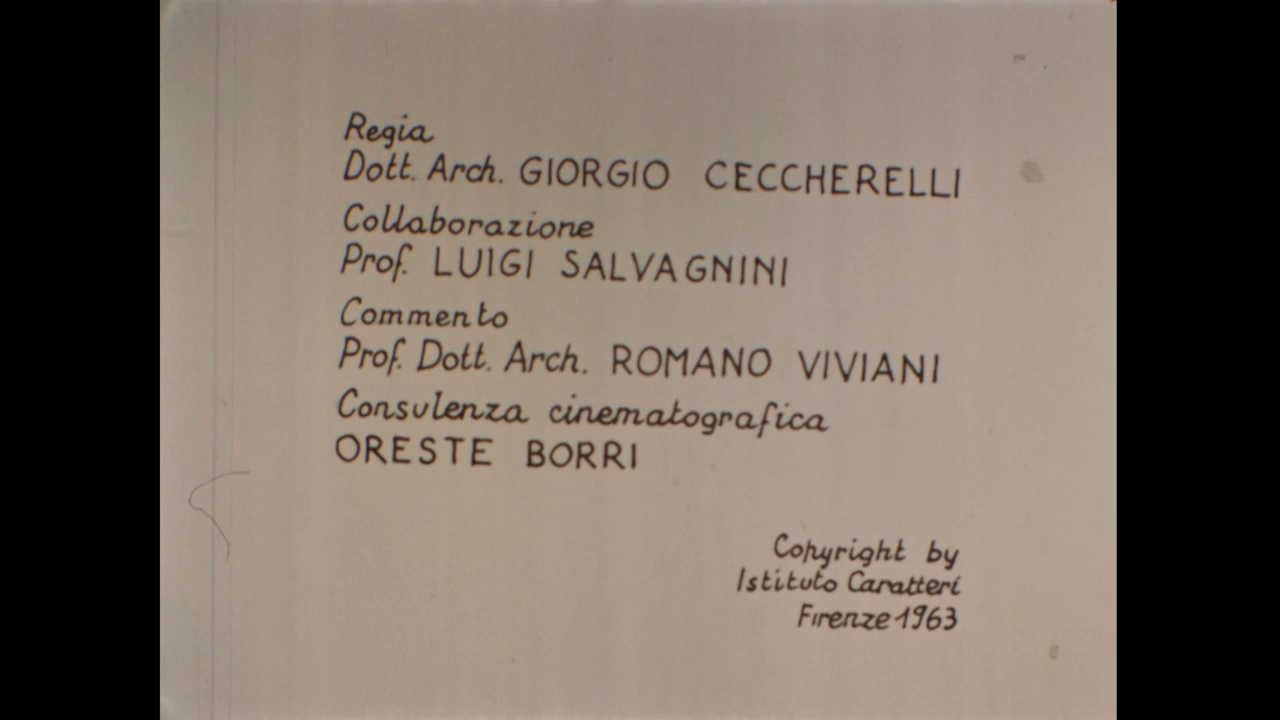 Regia
Dott. Arch. GIORGIO CECCHERELLI
Collaborazione
Prof. LUIGI SALVAGNINI
Commento
Prof. Dott. Arch. ROMANO VIVIANI
Consulenza cinematografica
ORESTE BORRI
Copyright by
Istituto Caratteri
Firenze 1963